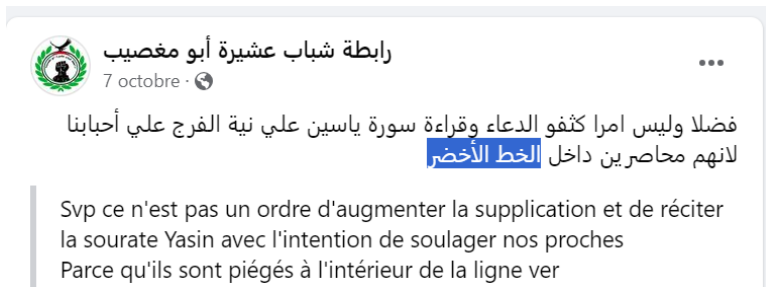 رابطة شباب عشيرة أبو مغصيب
7 octobre ·
فضلا وليس امرا كثفو الدعاء وقراءة سورة ياسين علي نية الفرج علي أحبابنا
لانهم محاصرين داخل الخط الأخضر
Svp ce n'est pas un ordre d'augmenter la supplication et de réciter
la sourate Yasin avec l'intention de soulager nos proches
Parce qu'ils sont piégés à l'intérieur de la ligne ver